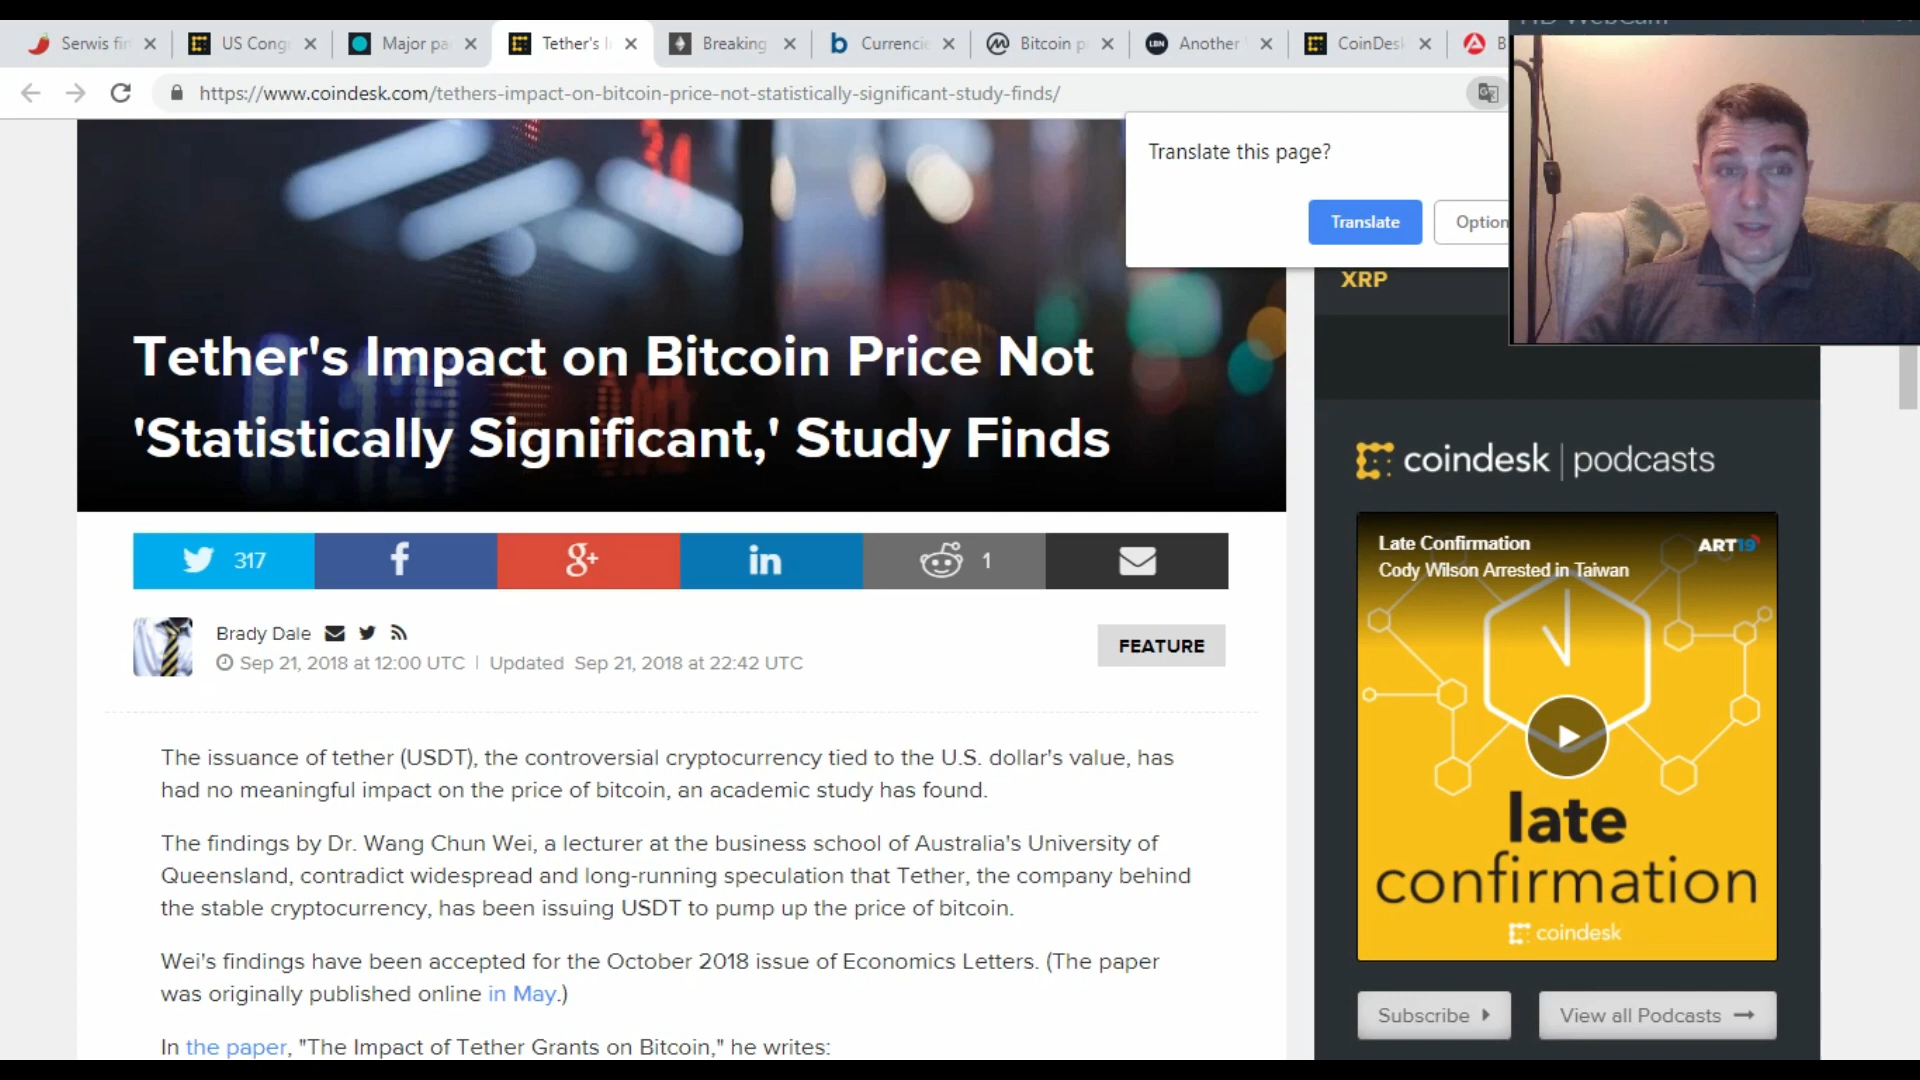 HD WebCam
Serwis fin
US Cong
Major pa
Tether's I
Breaking
Currencie
Bitcoin p
LBN
Another
CoinDesk
B
https://www.coindesk.com/tethers-impact-on-bitcoin-price-not-statistically-significant-study-finds/
Translate this page?
Translate
Option
XRP
Tether's Impact on Bitcoin Price Not
'Statistically Significant,' Study Finds
317
1
Brady Dale
Sep 21, 2018 at 12:00 UTC | Updated Sep 21, 2018 at 22:42 UTC
FEATURE
The issuance of tether (USDT), the controversial cryptocurrency tied to the U.S. dollar's value, has
had no meaningful impact on the price of bitcoin, an academic study has found.
The findings by Dr. Wang Chun Wei, a lecturer at the business school of Australia's University of
Queensland, contradict widespread and long-running speculation that Tether, the company behind
the stable cryptocurrency, has been issuing USDT to pump up the price of bitcoin.
Wei's findings have been accepted for the October 2018 issue of Economics Letters. (The paper
was originally published online in May.)
In the paper, "The Impact of Tether Grants on Bitcoin," he writes:
coindesk | podcasts
Late Confirmation
ART19
Cody Wilson Arrested in Taiwan
late
confirmation
coindesk
Subscribe
View all Podcasts